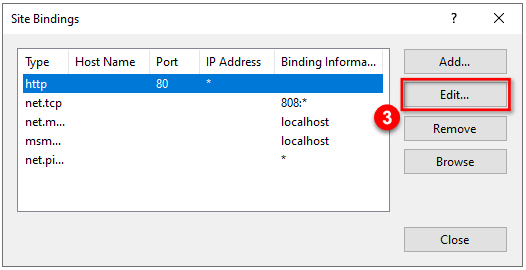 Site Bindings ? ×
Type Host Name Port IP Address Binding Informa... Add...
http 80 *
Edit...
net.tcp 808:*
3
net.m... localhost
Remove
msm... localhost
net.pi... *
Browse
Close